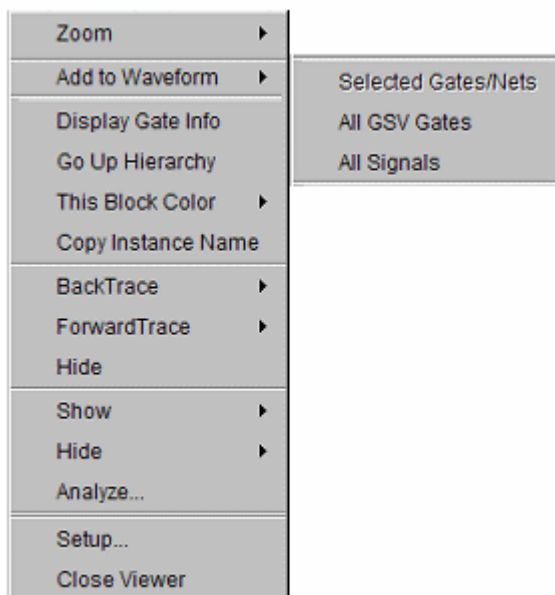 Zoom
Add to Waveform
Selected Gates/Nets
All GSV Gates
All Signals
Display Gate Info
Go Up Hierarchy
This Block Color
Copy Instance Name
BackTrace
ForwardTrace
Hide
Show
Hide
Analyze...
Setup...
Close Viewer